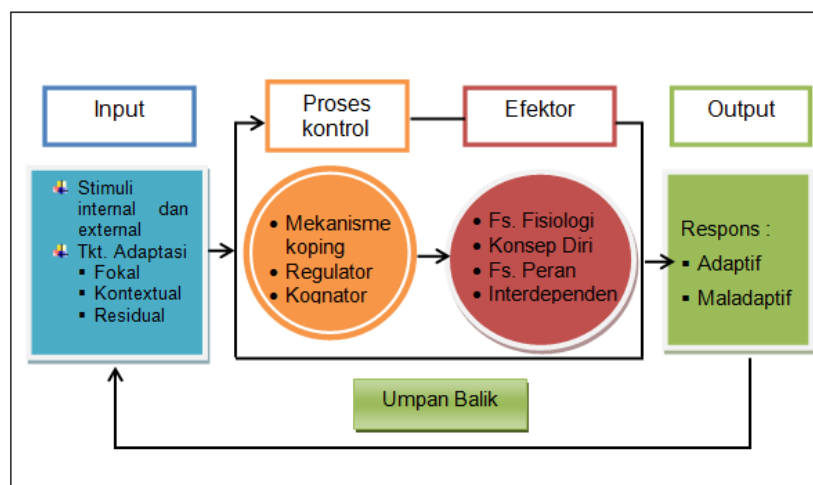 Input
Proses
kontrol
Efektor
Output
Stimuli
internal dan
external
Tkt. Adaptasi
Fokal
Kontextual
Residual
• Mekanisme
koping
• Regulator
• Kognator
• Fs. Fisiologi
• Konsep Diri
• Fs. Peran
• Interdependen
Respons :
▪ Adaptif
▪ Maladaptif
Umpan Balik